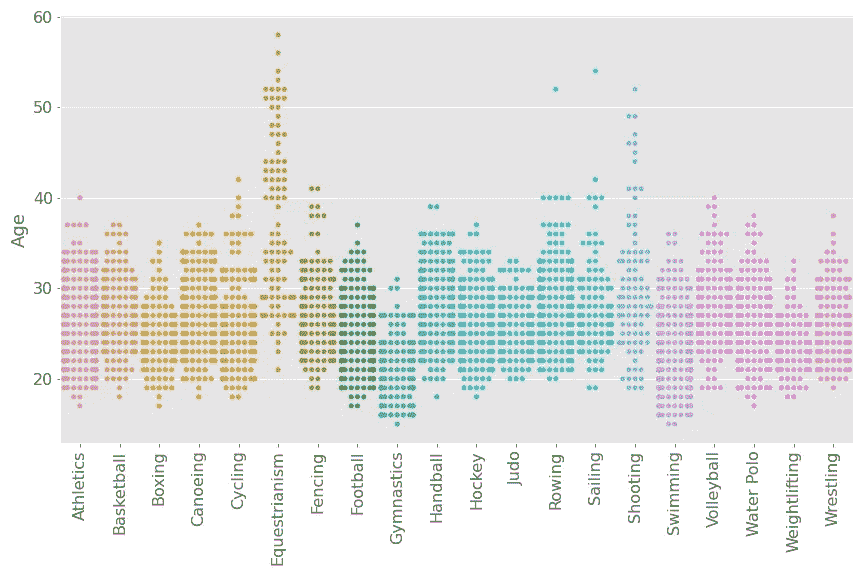 60
50
40
30
20
Age
Athletics
Basketball
Boxing
Canoeing
Cycling
Equestrianism
Fencing
Football
Gymnastics
Handball
Hockey
Judo
Rowing
Sailing
Shooting
Swimming
Volleyball
Water Polo
Weightlifting
Wrestling